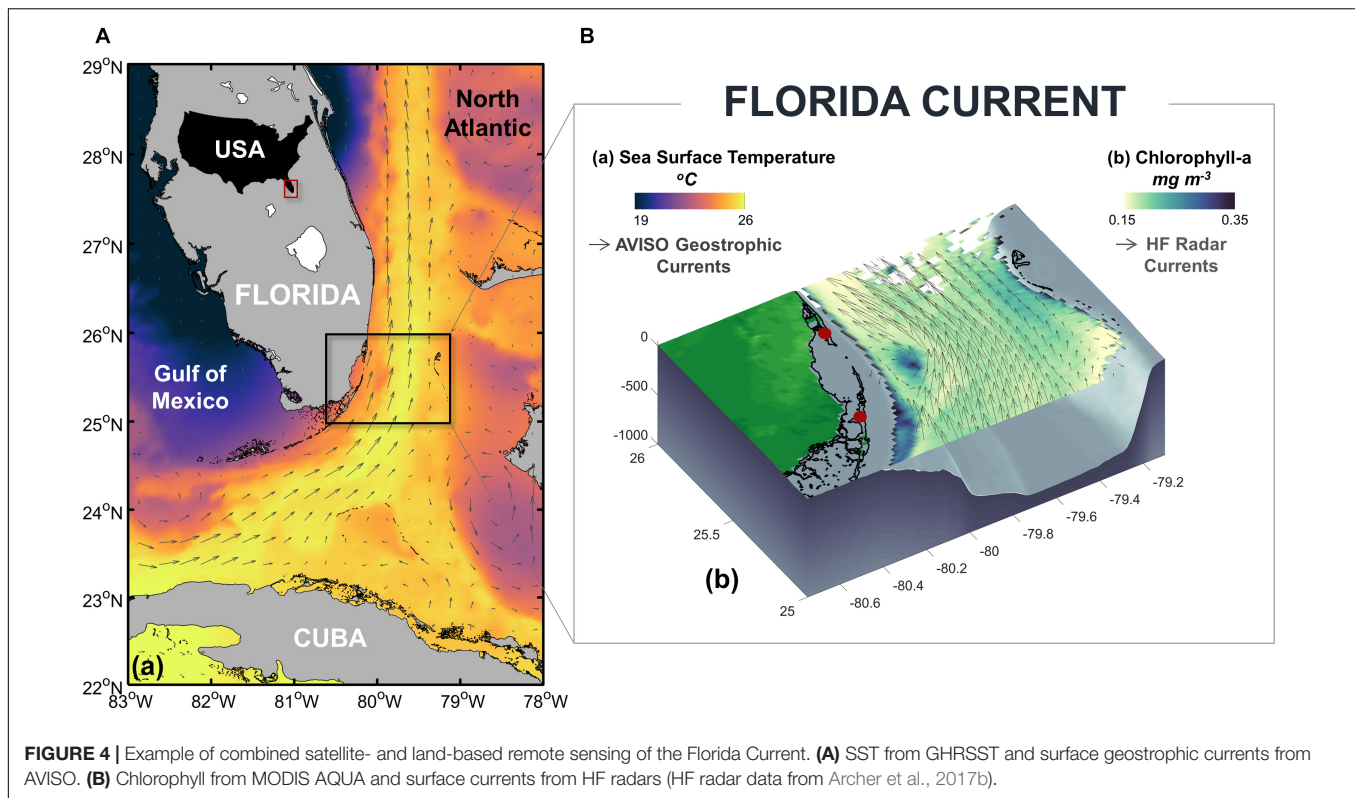 A
B
29°N
28°N
27°N
26°N
25°N
24°N
23°N
22°N
83°W 82°W 81°W 80°W 79°W 78°W
North
Atlantic
USA
FLORIDA
Gulf of
Mexico
CUBA
(a)
FLORIDA CURRENT
(a) Sea Surface Temperature
°C
19 26
→ AVISO Geostrophic
Currents
(b) Chlorophyll-a
mg m⁻³
0.15 0.35
→ HF Radar
Currents
0
-500
-1000
26
25.5
25
-80.6
-80.4
-80.2
-80
-79.8
-79.6
-79.4
-79.2
(b)
FIGURE 4 | Example of combined satellite- and land-based remote sensing of the Florida Current. (A) SST from GHRSST and surface geostrophic currents from
AVISO. (B) Chlorophyll from MODIS AQUA and surface currents from HF radars (HF radar data from Archer et al., 2017b).